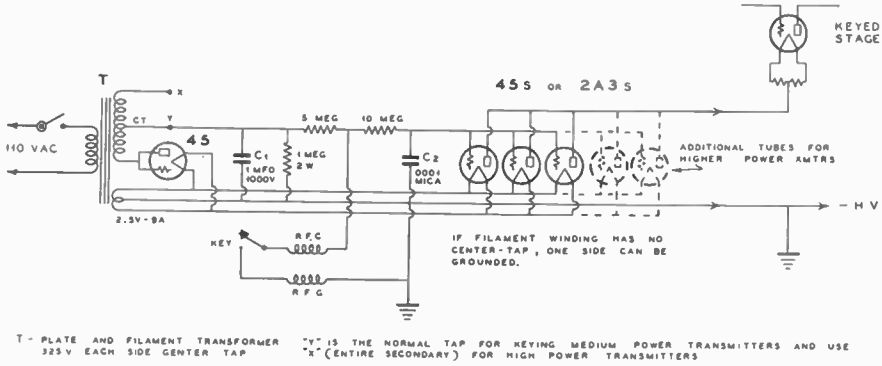 KEYED
STAGE
T
X
45S OR 2A3S
CT
Y
45
5 MEG
10 MEG
110 VAC
C1
1 MFD
1000V
1 MEG
2 W
C2
.0001
MICA
ADDITIONAL TUBES FOR
HIGHER POWER XMTRS
2.5V-8A
- HV
KEY
R.F.C
R F C
IF FILAMENT WINDING HAS NO
CENTER-TAP, ONE SIDE CAN BE
GROUNDED.
T - PLATE AND FILAMENT TRANSFORMER
325V EACH SIDE CENTER TAP
"Y" IS THE NORMAL TAP FOR KEYING MEDIUM POWER TRANSMITTERS AND USE
"X" (ENTIRE SECONDARY) FOR HIGH POWER TRANSMITTERS